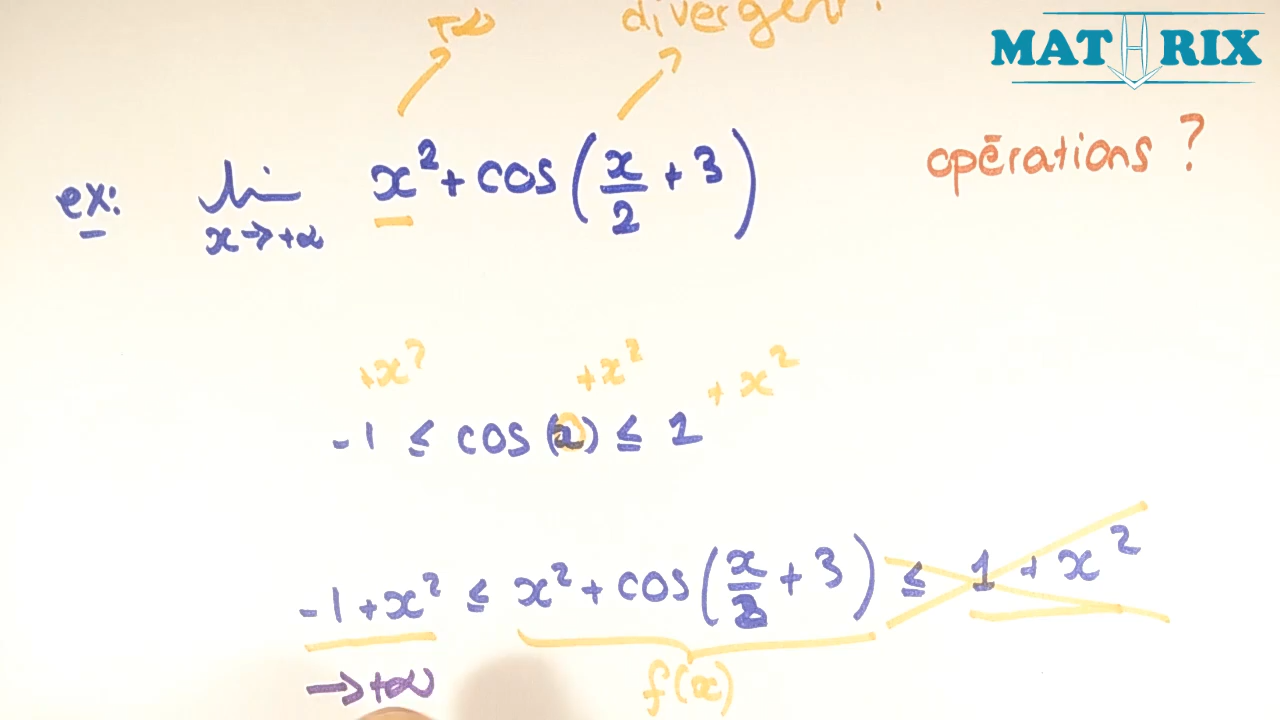 +∞ divergent ?
MATHRIX
opérations ?
ex: lim x² + cos(x/2 + 3)
x→+∞
+x² +x² +x²
-1 ≤ cos(x) ≤ 1
-1+x² ≤ x² + cos(x/2 + 3) ≤ 1 + x²
→+∞ f(x)